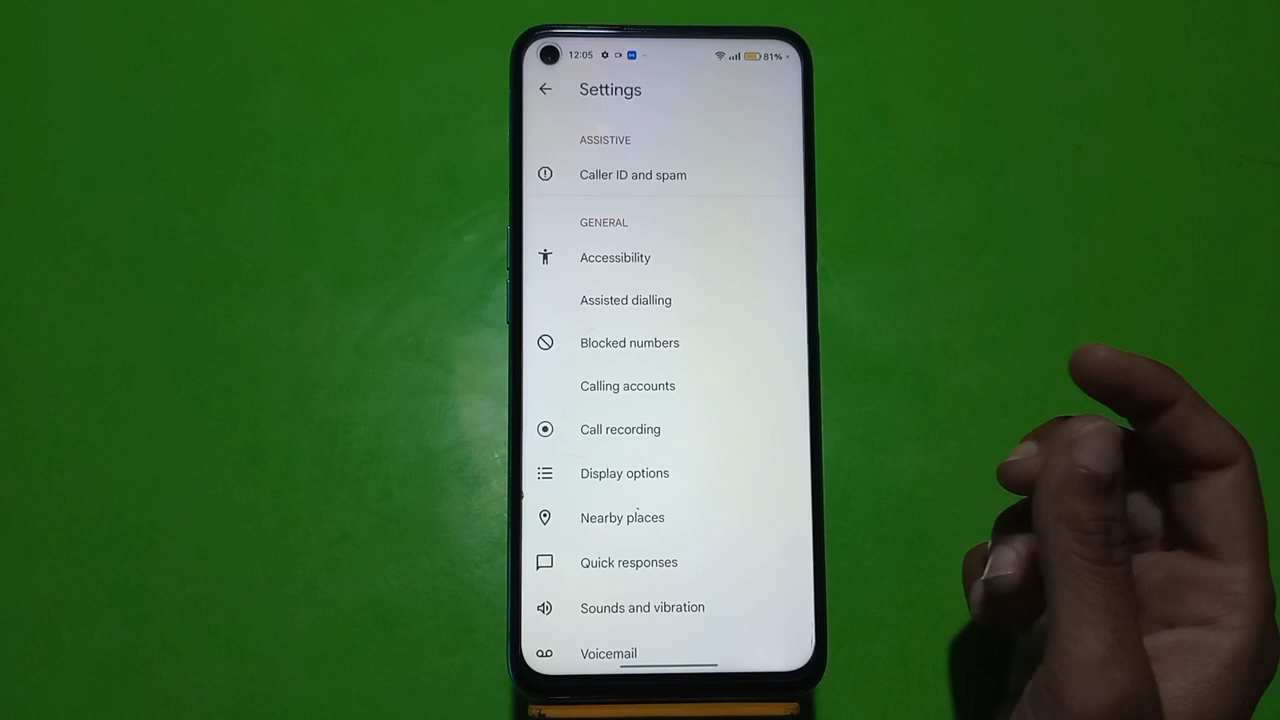 12:05 81%
Settings
ASSISTIVE
Caller ID and spam
GENERAL
Accessibility
Assisted dialling
Blocked numbers
Calling accounts
Call recording
Display options
Nearby places
Quick responses
Sounds and vibration
Voicemail